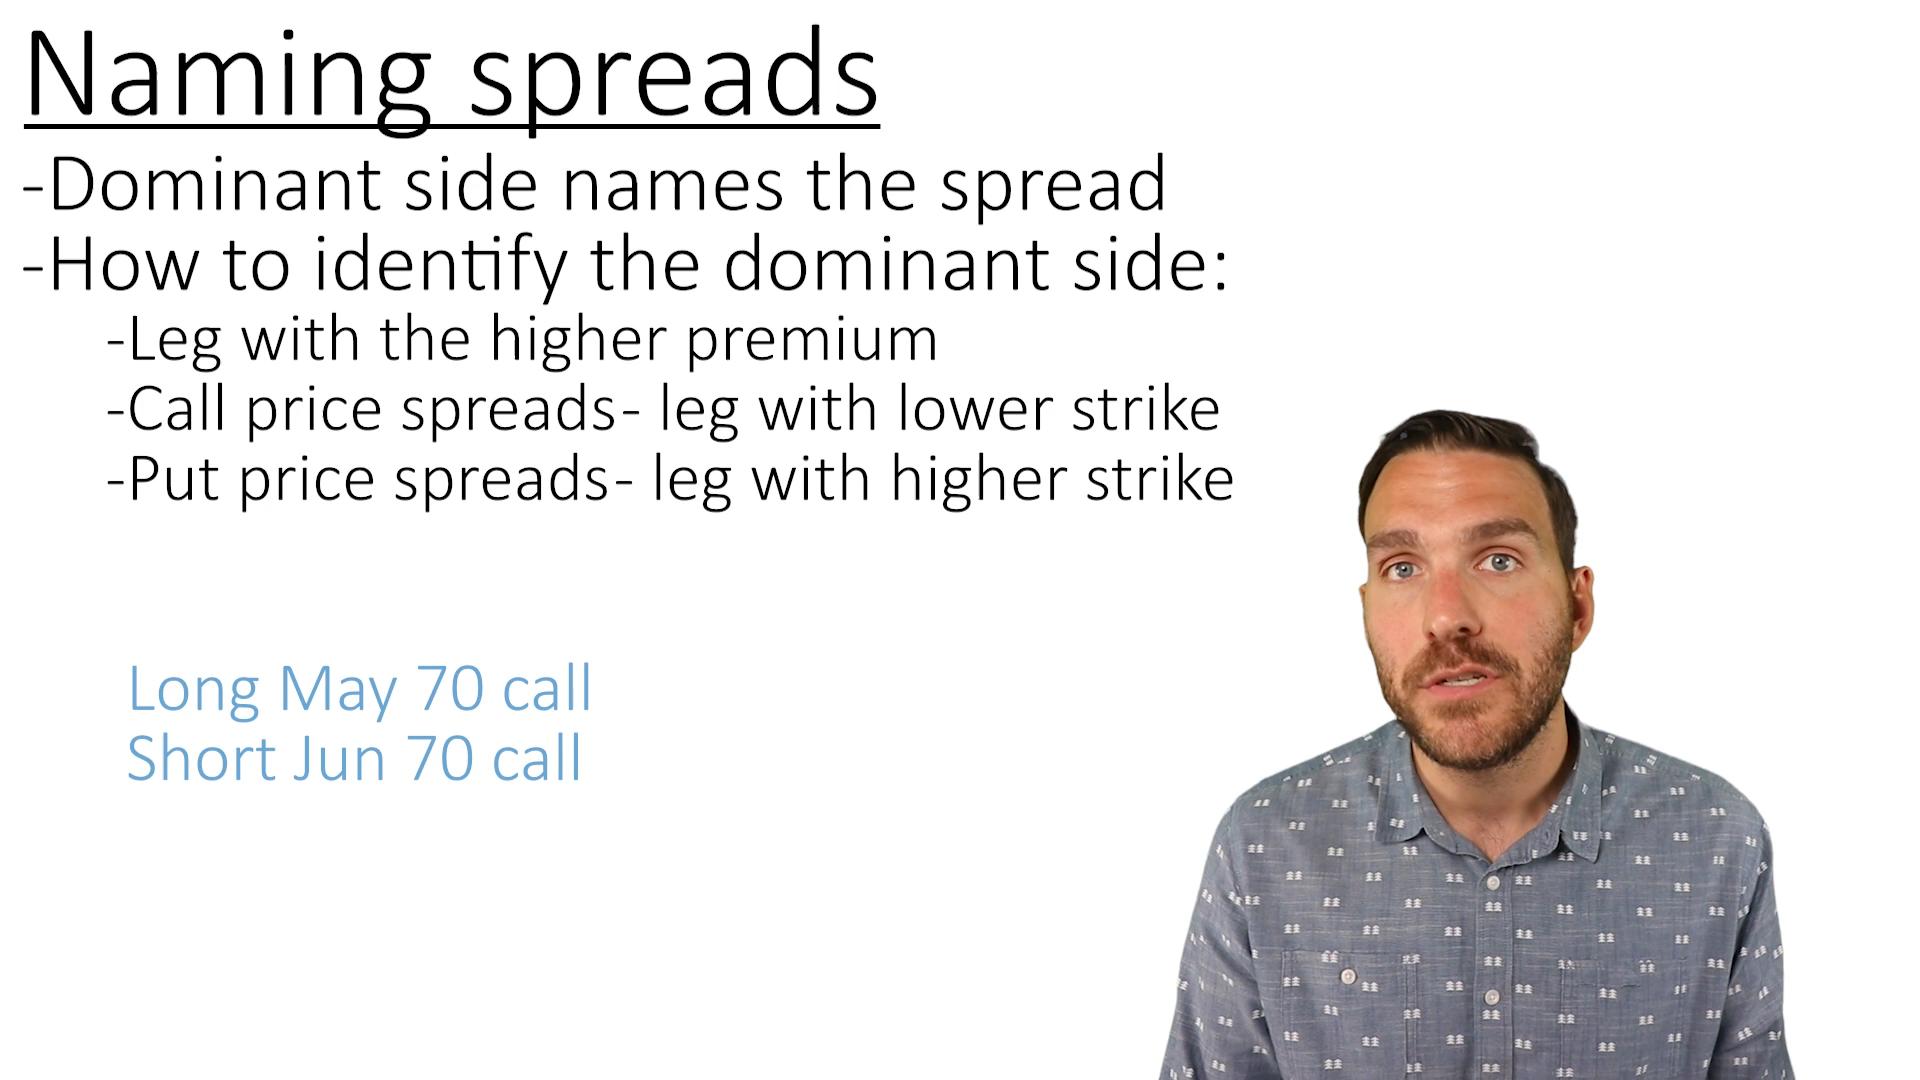 Naming spreads
-Dominant side names the spread
-How to identify the dominant side:
-Leg with the higher premium
-Call price spreads- leg with lower strike
-Put price spreads- leg with higher strike
Long May 70 call
Short Jun 70 call